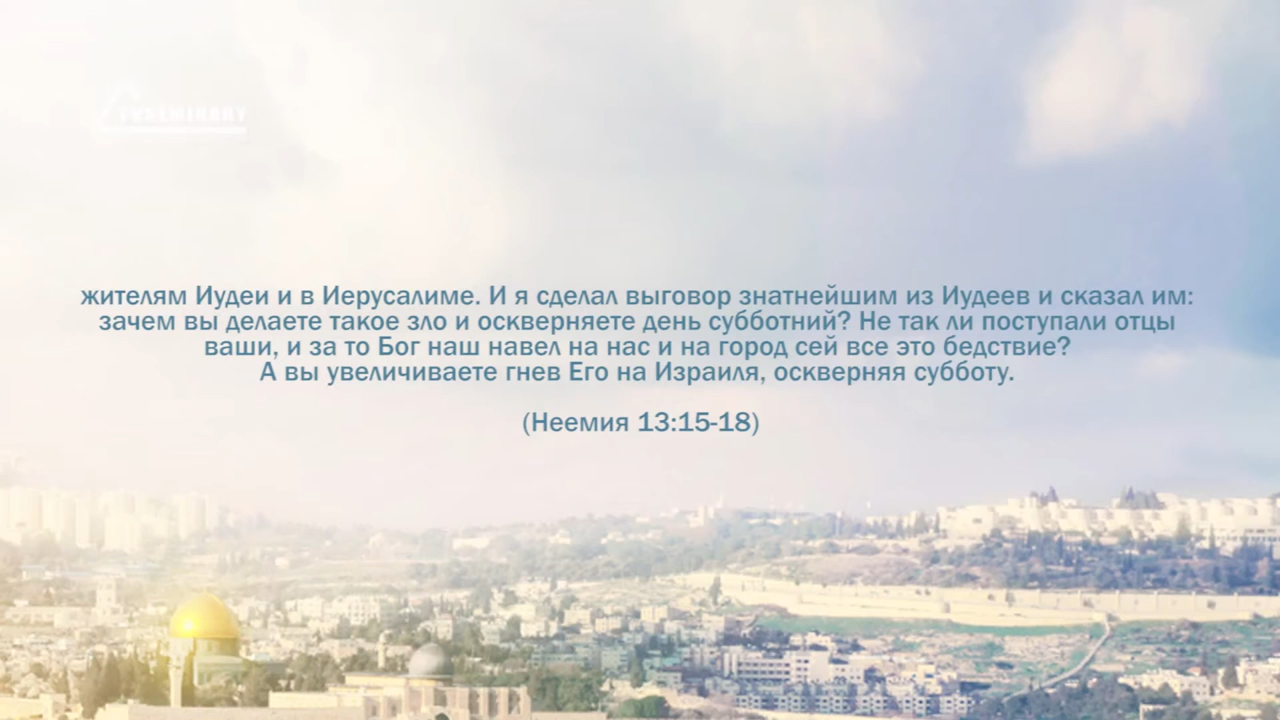 жителям Иудеи и в Иерусалиме. И я сделал выговор знатнейшим из Иудеев и сказал им:
зачем вы делаете такое зло и оскверняете день субботний? Не так ли поступали отцы
ваши, и за то Бог наш навел на нас и на город сей все это бедствие?
А вы увеличиваете гнев Его на Израиля, оскверняя субботу.
(Неемия 13:15-18)